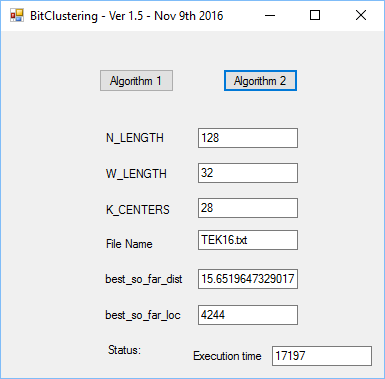 BitClustering - Ver 1.5 - Nov 9th 2016
Algorithm 1 Algorithm 2
N_LENGTH 128
W_LENGTH 32
K_CENTERS 28
File Name TEK16.txt
best_so_far_dist 15.6519647329017
best_so_far_loc 4244
Status: Execution time 17197